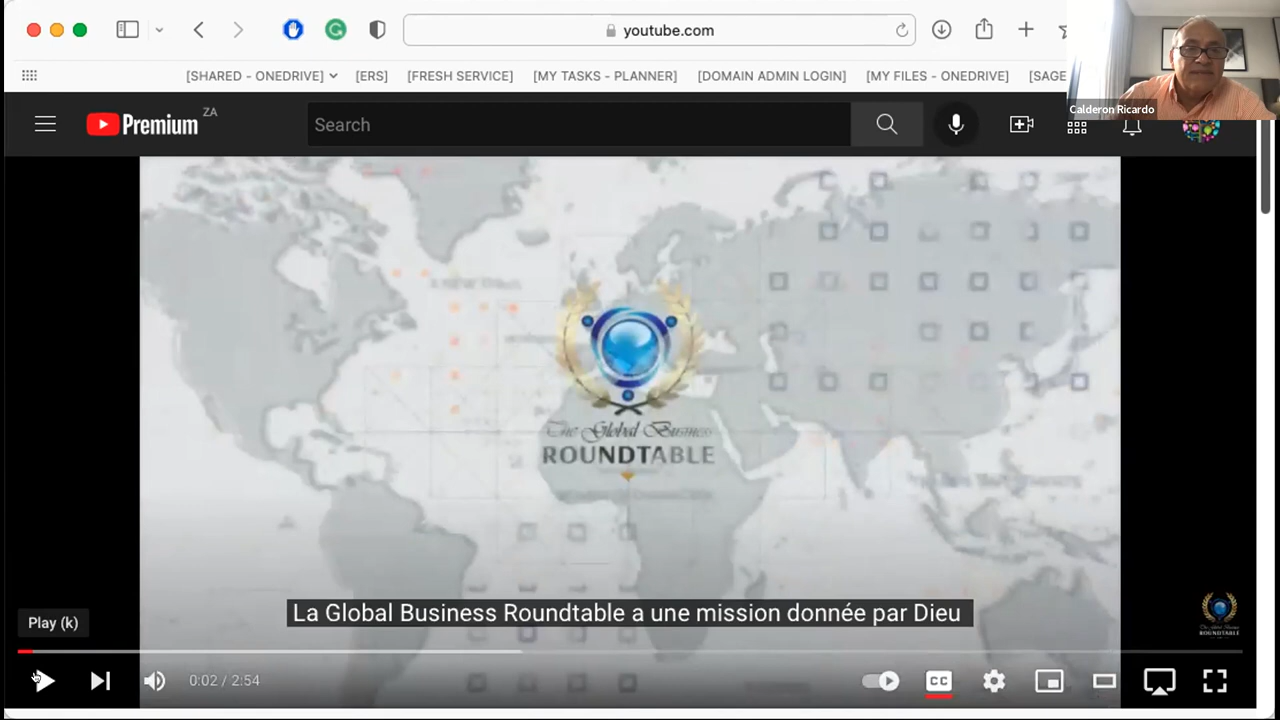 youtube.com
[SHARED - ONEDRIVE] [ERS] [FRESH SERVICE] [MY TASKS - PLANNER] [DOMAIN ADMIN LOGIN] [MY FILES - ONEDRIVE] [SAGE
Calderon Ricardo
Premium ZA
Search
The Global Business
ROUNDTABLE
La Global Business Roundtable a une mission donnée par Dieu
ROUNDTABLE
Play (k)
0:02 / 2:54
CC